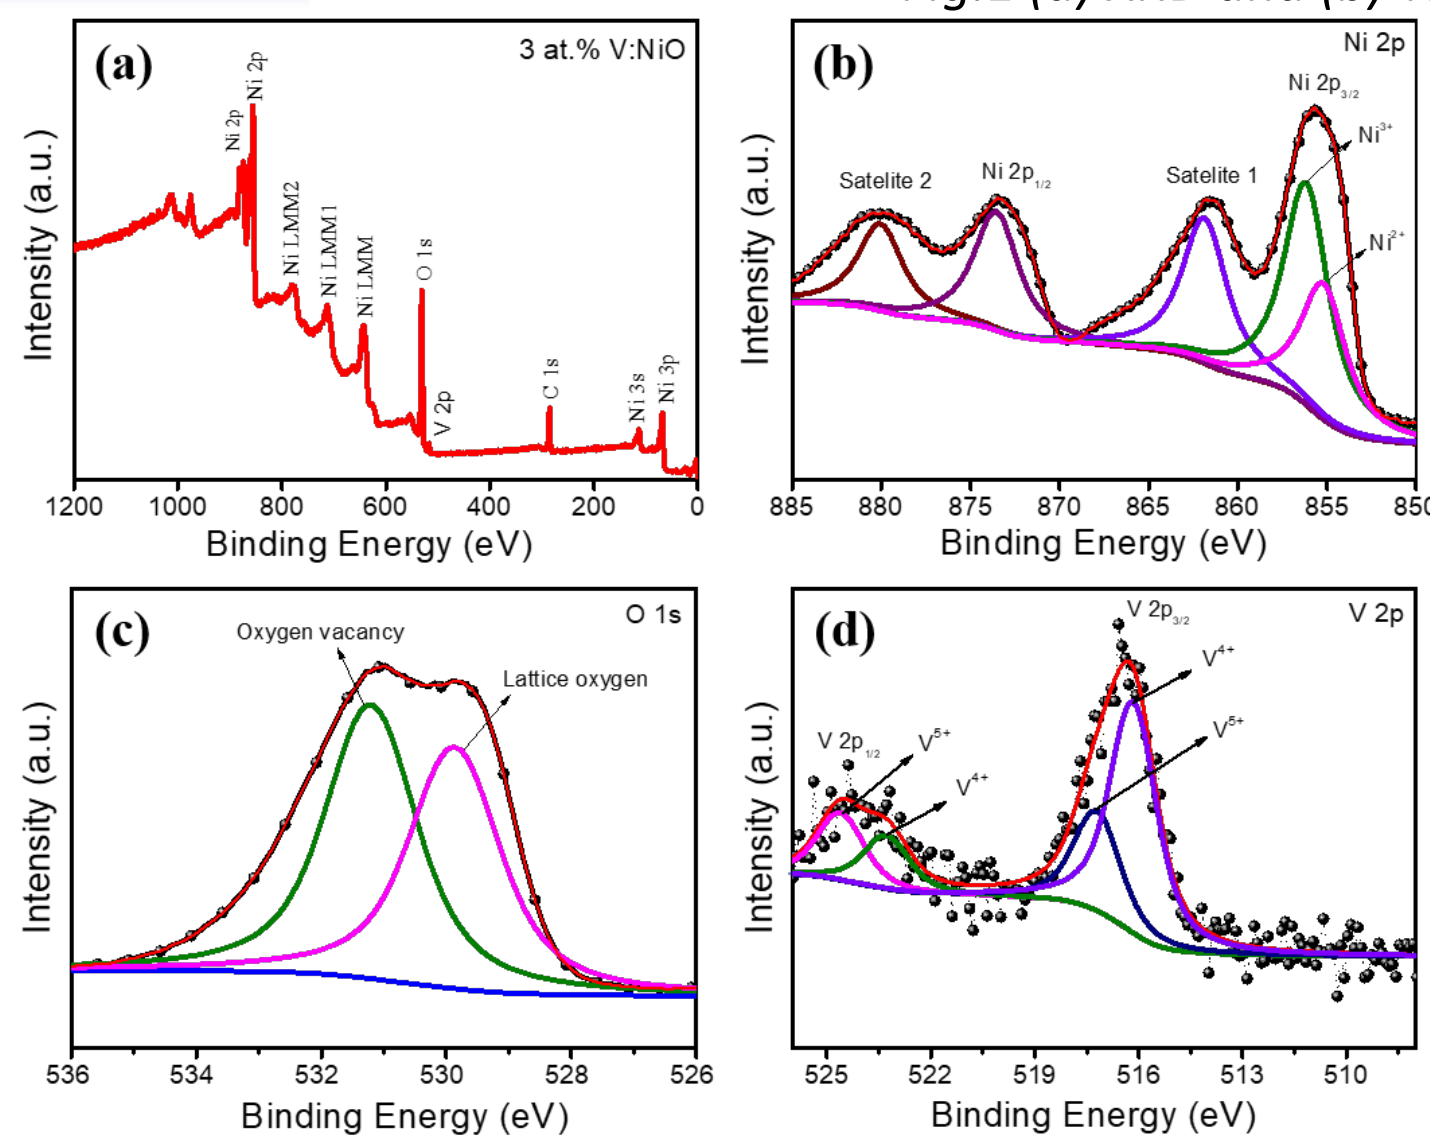 (a)
3 at.% V:NiO
Ni 2p
Ni 2p
Ni LMM2
Ni LMM1
Ni LMM
O 1s
V 2p
C 1s
Ni 3s
Ni 3p
Intensity (a.u.)
1200 1000 800 600 400 200 0
Binding Energy (eV)
(b)
Ni 2p
Ni 2p3/2
Ni3+
Satelite 2
Ni 2p1/2
Satelite 1
Ni2+
Intensity (a.u.)
885 880 875 870 865 860 855 850
Binding Energy (eV)
(c)
O 1s
Oxygen vacancy
Lattice oxygen
Intensity (a.u.)
536 534 532 530 528 526
Binding Energy (eV)
(d)
V 2p
V 2p3/2
V4+
V5+
V 2p1/2
V5+
V4+
Intensity (a.u.)
525 522 519 516 513 510
Binding Energy (eV)